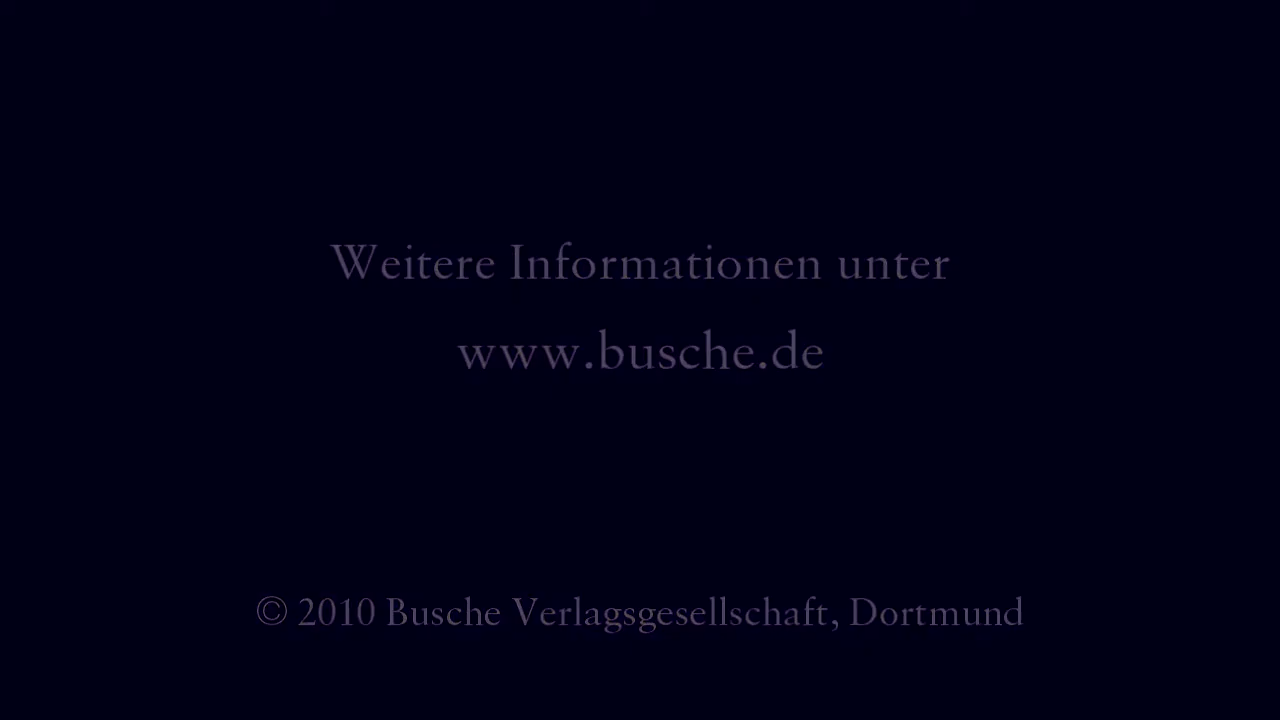 Weitere Informationen unter
www.busche.de
© 2010 Busche Verlagsgesellschaft, Dortmund